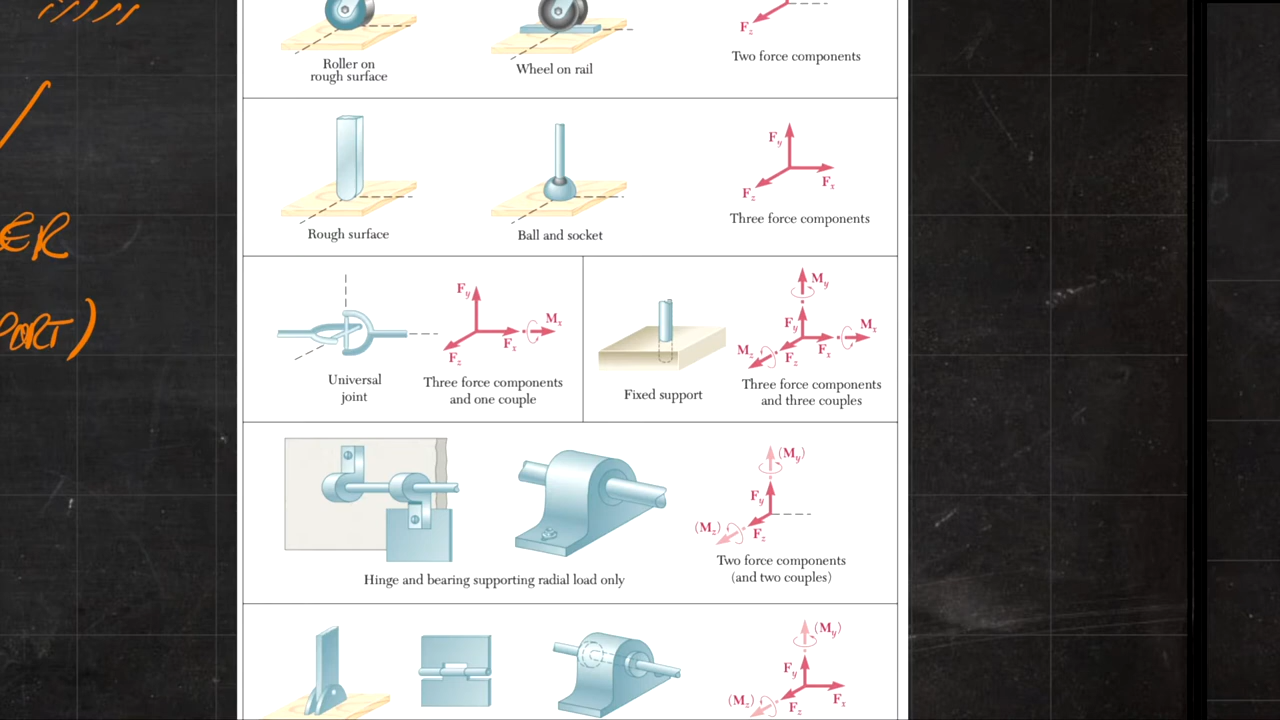 Roller on
rough surface
Wheel on rail
F_z
Two force components
ER
PORT)
Rough surface
Ball and socket
F_y
F_x
F_z
Three force components
Universal
joint
F_y
M_x
F_x
F_z
Three force components
and one couple
Fixed support
M_y
F_y
M_x
M_z
F_z
F_x
Three force components
and three couples
Hinge and bearing supporting radial load only
(M_y)
F_y
(M_z)
F_z
Two force components
(and two couples)
(M_y)
F_y
(M_z)
F_z
F_x